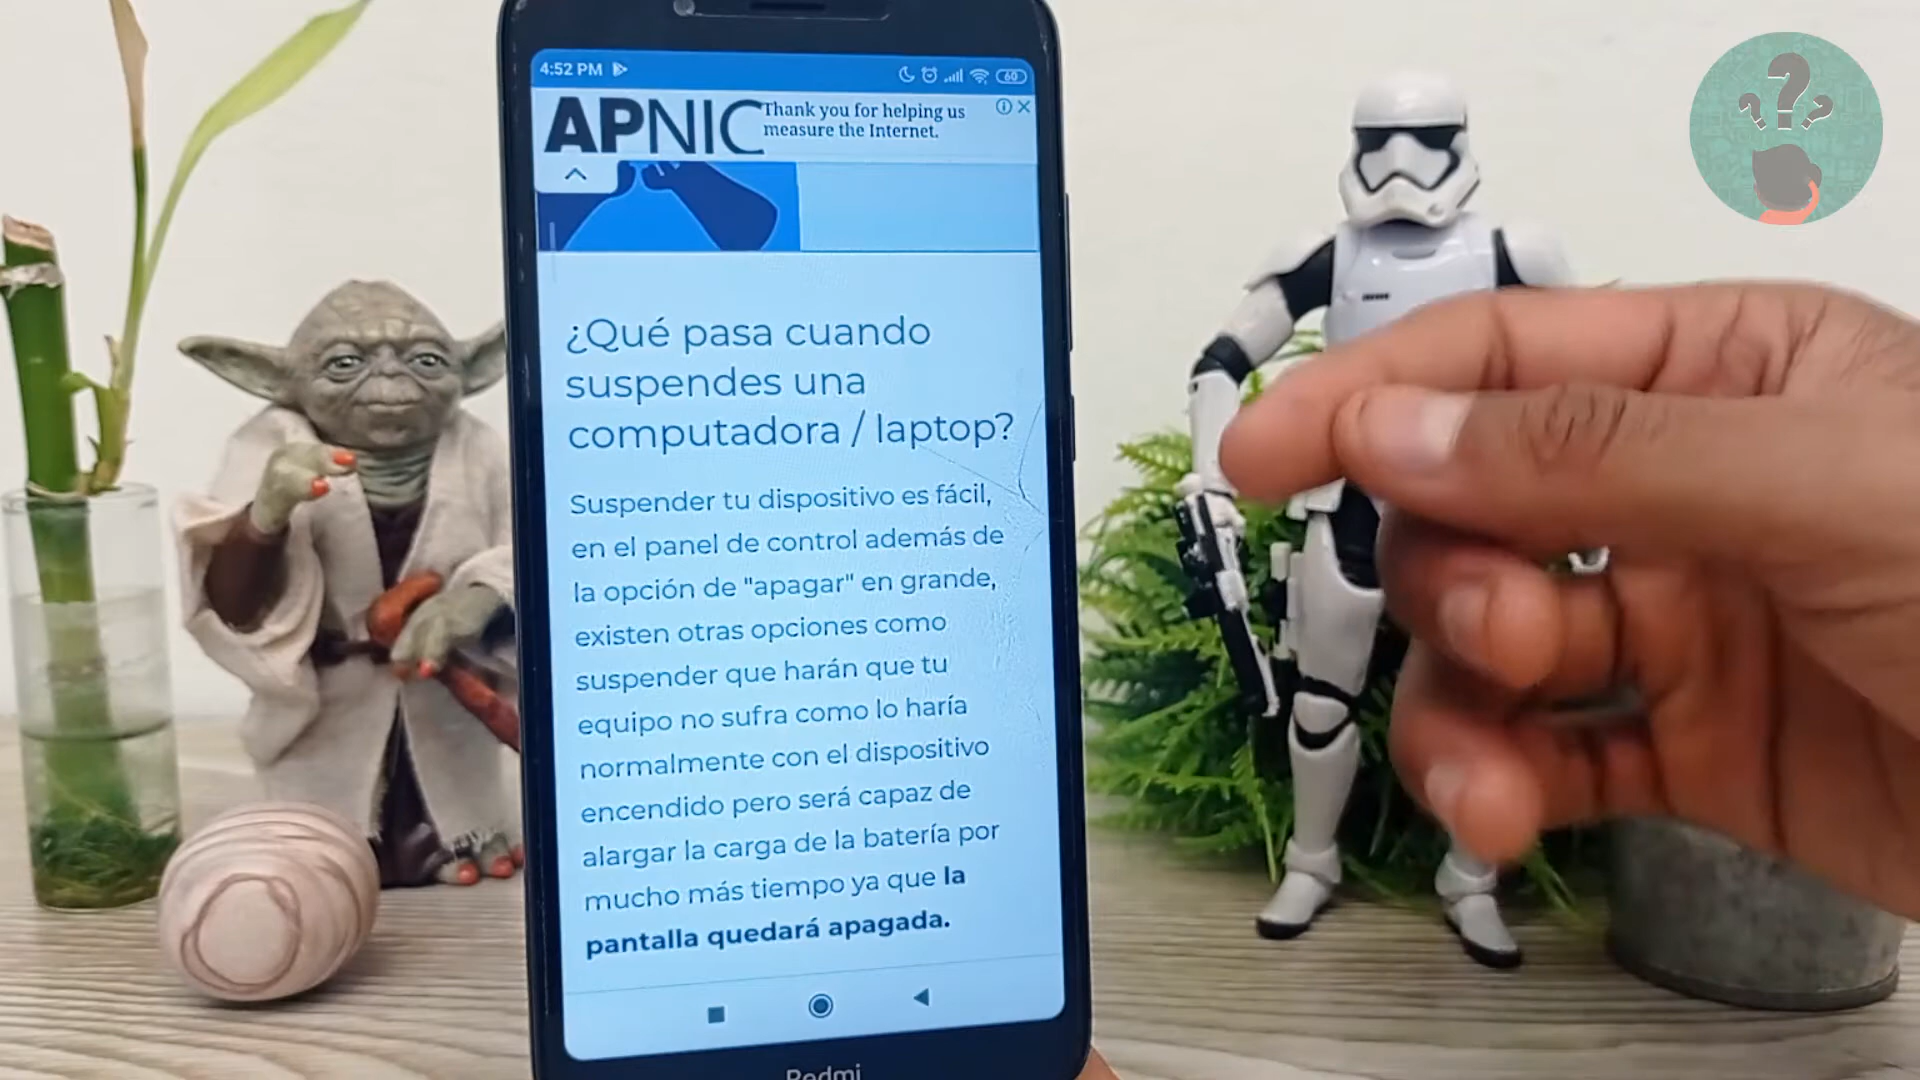 4:52 PM
60
APNIC
Thank you for helping us
measure the Internet.
¿Qué pasa cuando
suspendes una
computadora / laptop?
Suspender tu dispositivo es fácil,
en el panel de control además de
la opción de "apagar" en grande,
existen otras opciones como
suspender que harán que tu
equipo no sufra como lo haría
normalmente con el dispositivo
encendido pero será capaz de
alargar la carga de la batería por
mucho más tiempo ya que la
pantalla quedará apagada.
Redmi